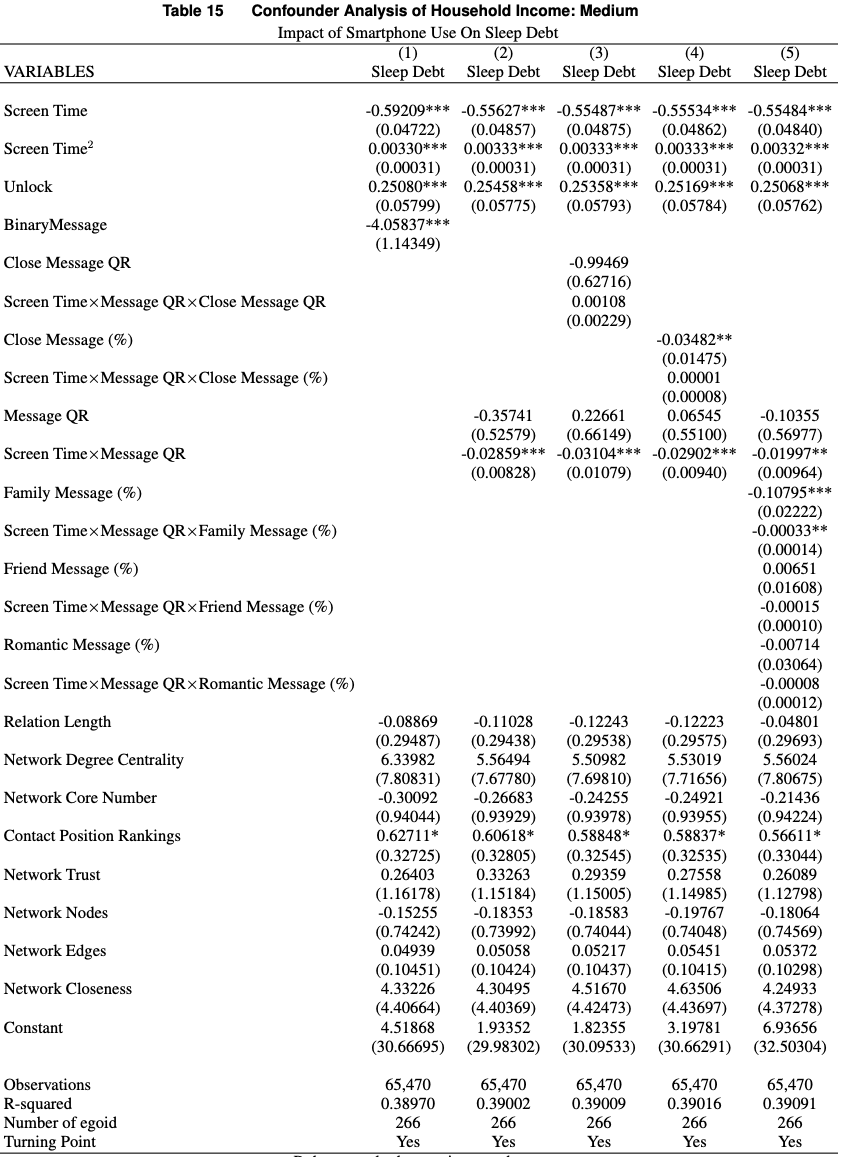 Table 15 Confounder Analysis of Household Income: Medium
Impact of Smartphone Use On Sleep Debt
(1) (2) (3) (4) (5)
VARIABLES Sleep Debt Sleep Debt Sleep Debt Sleep Debt Sleep Debt
Screen Time -0.59209*** -0.55627*** -0.55487*** -0.55534*** -0.55484***
(0.04722) (0.04857) (0.04875) (0.04862) (0.04840)
Screen Time² 0.00330*** 0.00333*** 0.00333*** 0.00333*** 0.00332***
(0.00031) (0.00031) (0.00031) (0.00031) (0.00031)
Unlock 0.25080*** 0.25458*** 0.25358*** 0.25169*** 0.25068***
(0.05799) (0.05775) (0.05793) (0.05784) (0.05762)
BinaryMessage -4.05837***
(1.14349)
Close Message QR -0.99469
(0.62716)
Screen Time×Message QR×Close Message QR 0.00108
(0.00229)
Close Message (%) -0.03482**
(0.01475)
Screen Time×Message QR×Close Message (%) 0.00001
(0.00008)
Message QR -0.35741 0.22661 0.06545 -0.10355
(0.52579) (0.66149) (0.55100) (0.56977)
Screen Time×Message QR -0.02859*** -0.03104*** -0.02902*** -0.01997**
(0.00828) (0.01079) (0.00940) (0.00964)
Family Message (%) -0.10795***
(0.02222)
Screen Time×Message QR×Family Message (%) -0.00033**
(0.00014)
Friend Message (%) 0.00651
(0.01608)
Screen Time×Message QR×Friend Message (%) -0.00015
(0.00010)
Romantic Message (%) -0.00714
(0.03064)
Screen Time×Message QR×Romantic Message (%) -0.00008
(0.00012)
Relation Length -0.08869 -0.11028 -0.12243 -0.12223 -0.04801
(0.29487) (0.29438) (0.29538) (0.29575) (0.29693)
Network Degree Centrality 6.33982 5.56494 5.50982 5.53019 5.56024
(7.80831) (7.67780) (7.69810) (7.71656) (7.80675)
Network Core Number -0.30092 -0.26683 -0.24255 -0.24921 -0.21436
(0.94044) (0.93929) (0.93978) (0.93955) (0.94224)
Contact Position Rankings 0.62711* 0.60618* 0.58848* 0.58837* 0.56611*
(0.32725) (0.32805) (0.32545) (0.32535) (0.33044)
Network Trust 0.26403 0.33263 0.29359 0.27558 0.26089
(1.16178) (1.15184) (1.15005) (1.14985) (1.12798)
Network Nodes -0.15255 -0.18353 -0.18583 -0.19767 -0.18064
(0.74242) (0.73992) (0.74044) (0.74048) (0.74569)
Network Edges 0.04939 0.05058 0.05217 0.05451 0.05372
(0.10451) (0.10424) (0.10437) (0.10415) (0.10298)
Network Closeness 4.33226 4.30495 4.51670 4.63506 4.24933
(4.40664) (4.40369) (4.42473) (4.43697) (4.37278)
Constant 4.51868 1.93352 1.82355 3.19781 6.93656
(30.66695) (29.98302) (30.09533) (30.66291) (32.50304)
Observations 65,470 65,470 65,470 65,470 65,470
R-squared 0.38970 0.39002 0.39009 0.39016 0.39091
Number of egoid 266 266 266 266 266
Turning Point Yes Yes Yes Yes Yes